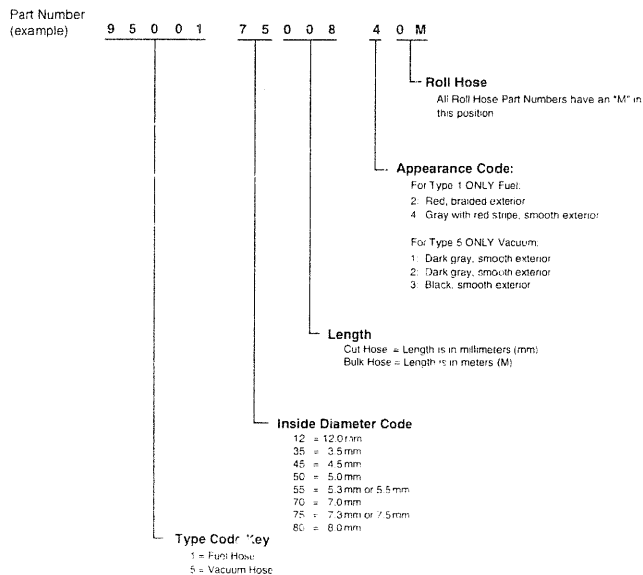 Part Number
(example)
9 5 0 0 1 7 5 0 0 8 4 0 M
Roll Hose
All Roll Hose Part Numbers have an "M" in
this position
Appearance Code:
For Type 1 ONLY Fuel:
2: Red, braided exterior
4 Gray with red stripe, smooth exterior
For Type 5 ONLY Vacuum:
1: Dark gray, smooth exterior
2: Dark gray, smooth exterior
3: Black, smooth exterior
Length
Cut Hose = Length is in millimeters (mm)
Bulk Hose = Length is in meters (M)
Inside Diameter Code
12 = 12.0 mm
35 = 3.5 mm
45 = 4.5 mm
50 = 5.0 mm
55 = 5.3 mm or 5.5 mm
70 = 7.0 mm
75 = 7.3 mm or 7.5 mm
80 = 8.0 mm
Type Code Key
1 = Fuel Hose
5 = Vacuum Hose